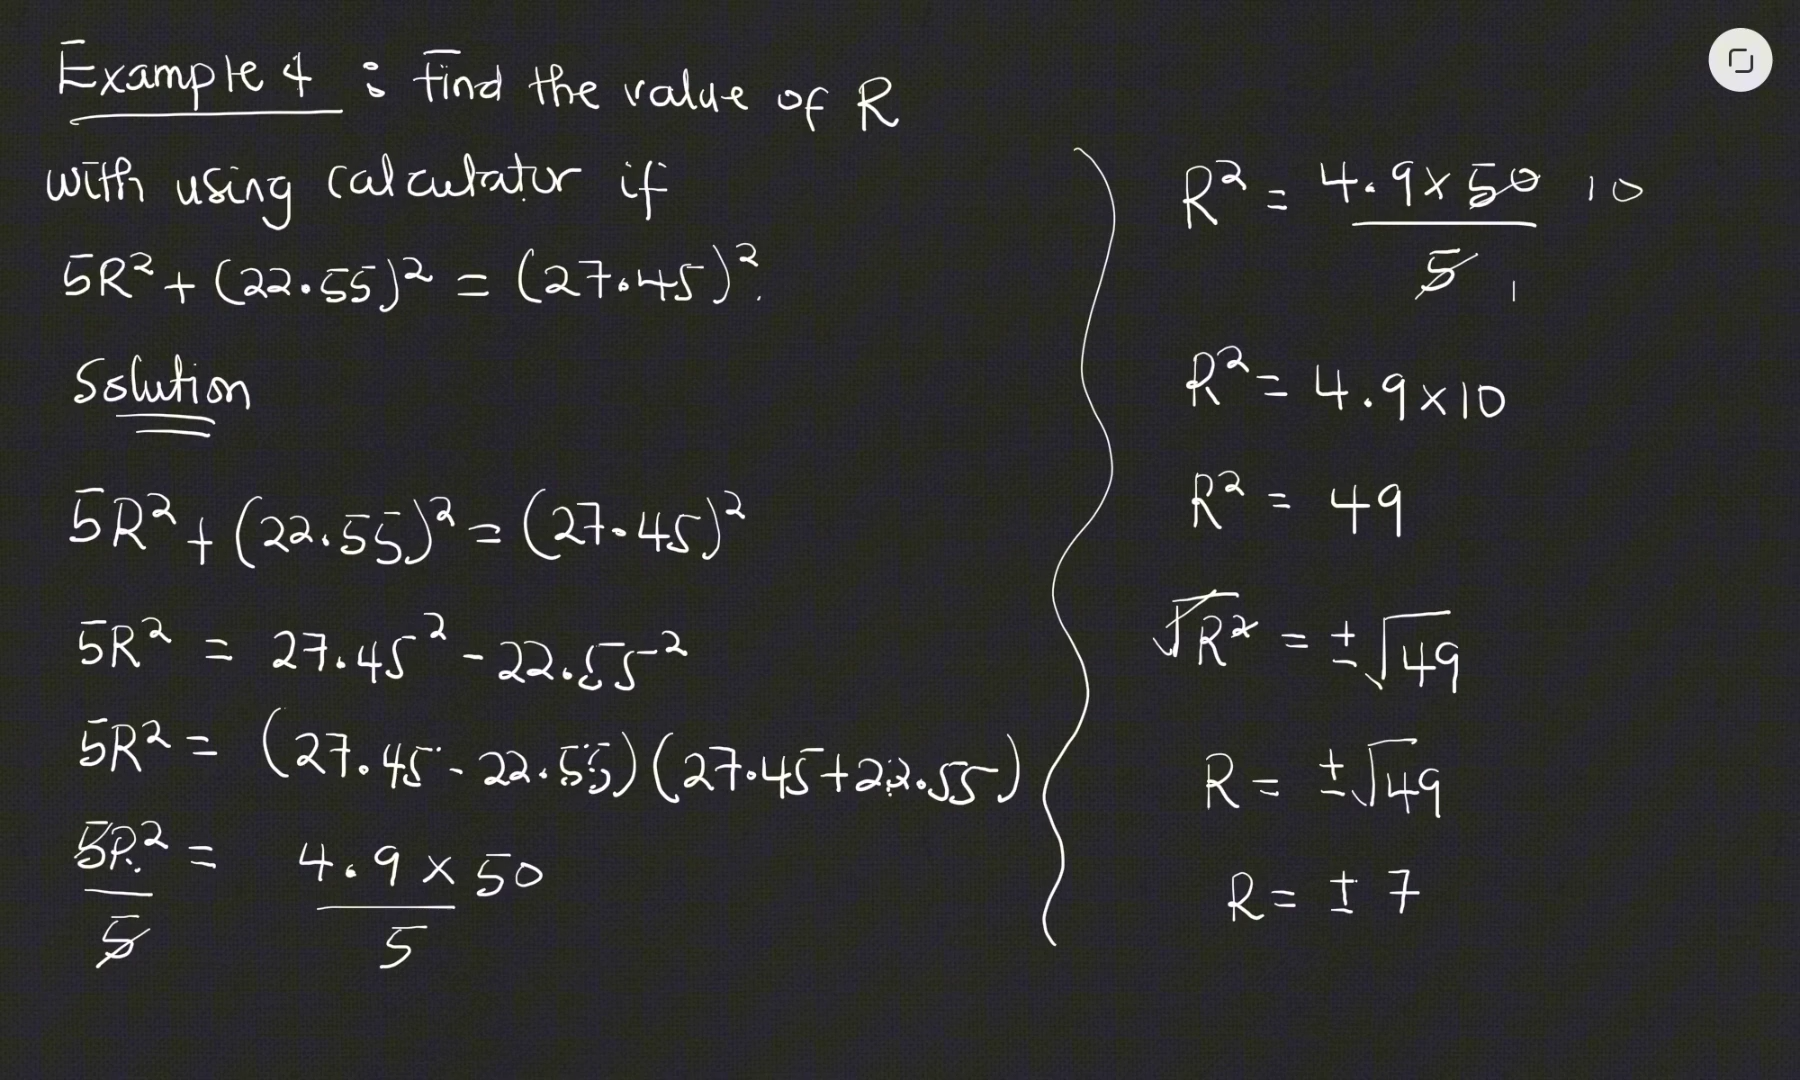 Example 4 : Find the value of R
with using calculator if
5R² + (22.55)² = (27.45)².
Solution
5R² + (22.55)² = (27.45)²
5R² = 27.45² - 22.55²
5R² = (27.45 - 22.55)(27.45 + 22.55)
5R² = 4.9 × 50
5 5
R² = 4.9 × 50 10
5 1
R² = 4.9 × 10
R² = 49
√R² = ±√49
R = ±√49
R = ± 7